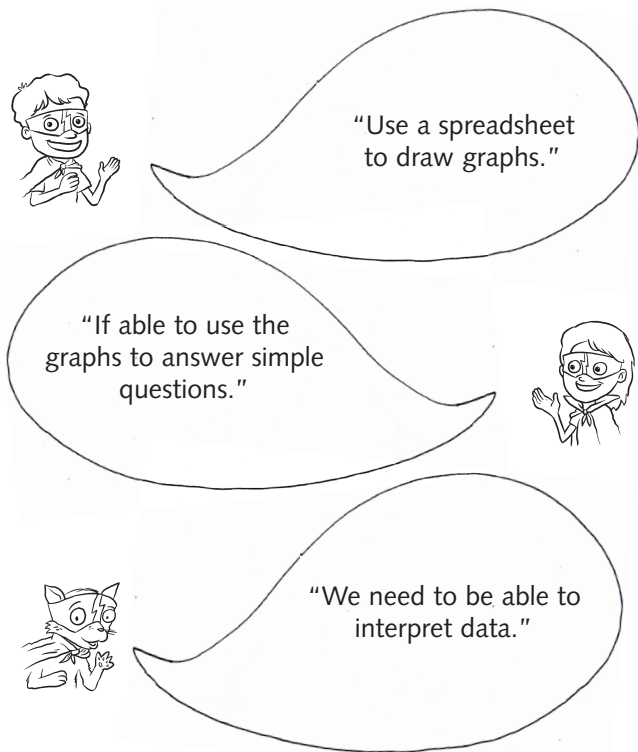 “Use a spreadsheet
to draw graphs.”
“If able to use the
graphs to answer simple
questions.”
“We need to be able to
interpret data.”